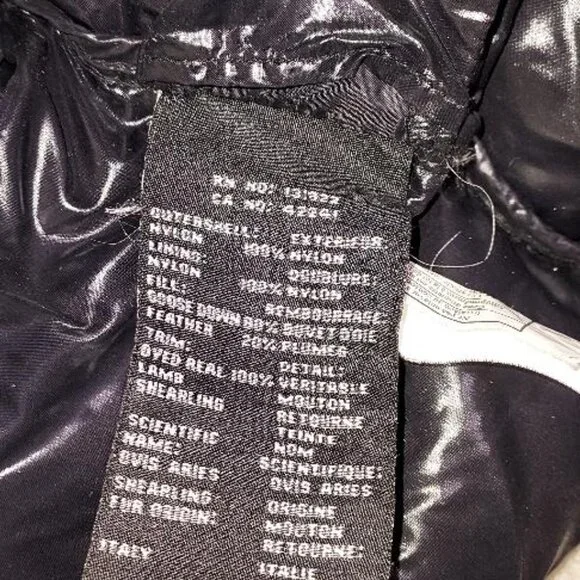 RN NO: 131322
CA NO: 42241
OUTERSHELL: EXTERIEUR:
NYLON 100% NYLON
LINING: DOUBLURE:
NYLON 100% NYLON
FILL: REMBOURRAGE
GOOSE DOWN 80% DUVET D'OIE
FEATHER 20% PLUMES
TRIM: DETAIL:
DYED REAL 100% VERITABLE
LAMB MOUTON
SHEARLING RETOURNE
TEINTE
SCIENTIFIC NOM
NAME: SCIENTIFIQUE:
OVIS ARIES OVIS ARIES
SHEARLING ORIGINE
FUR ORIGIN: MOUTON
RETOURNE:
ITALY ITALIE